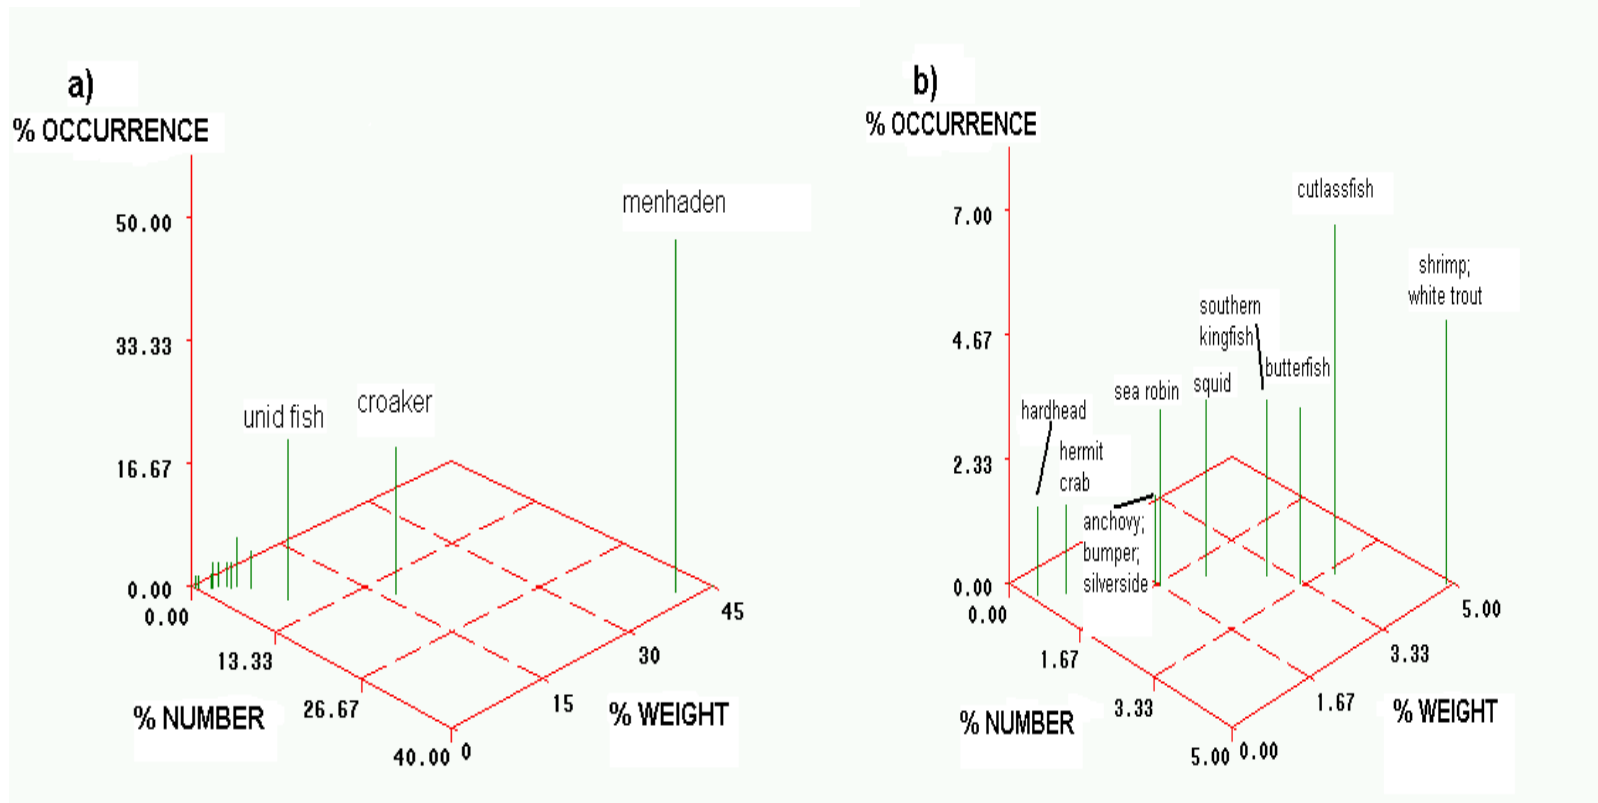 a)
% OCCURRENCE
50.00
33.33
16.67
0.00
0.00
13.33
26.67
40.00
0
15
30
45
% NUMBER
% WEIGHT
unid fish
croaker
menhaden
b)
% OCCURRENCE
7.00
4.67
2.33
0.00
0.00
1.67
3.33
5.00
0.00
1.67
3.33
5.00
% NUMBER
% WEIGHT
hardhead
hermit
crab
anchovy;
bumper;
silverside
sea robin
squid
southern
kingfish
butterfish
cutlassfish
shrimp;
white trout